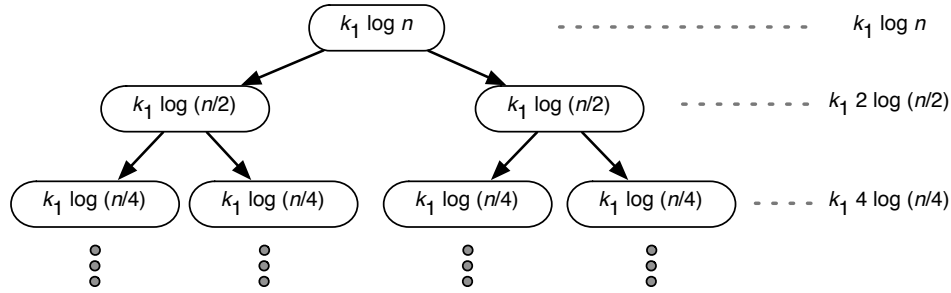 k₁ log n k₁ log n
k₁ log (n/2) k₁ log (n/2) k₁ 2 log (n/2)
k₁ log (n/4) k₁ log (n/4) k₁ log (n/4) k₁ log (n/4) k₁ 4 log (n/4)